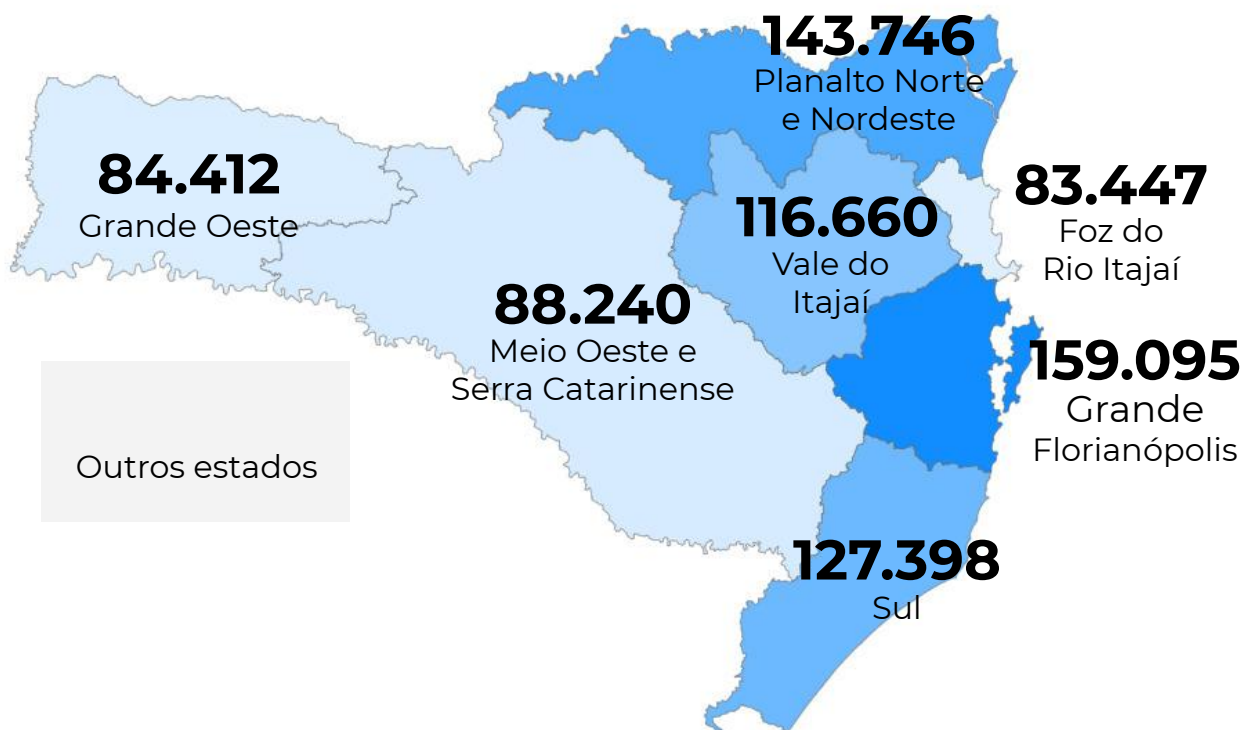 143.746
Planalto Norte
e Nordeste
84.412
Grande Oeste
83.447
Foz do
Rio Itajaí
116.660
Vale do
Itajaí
88.240
Meio Oeste e
Serra Catarinense
159.095
Grande
Florianópolis
Outros estados
127.398
Sul